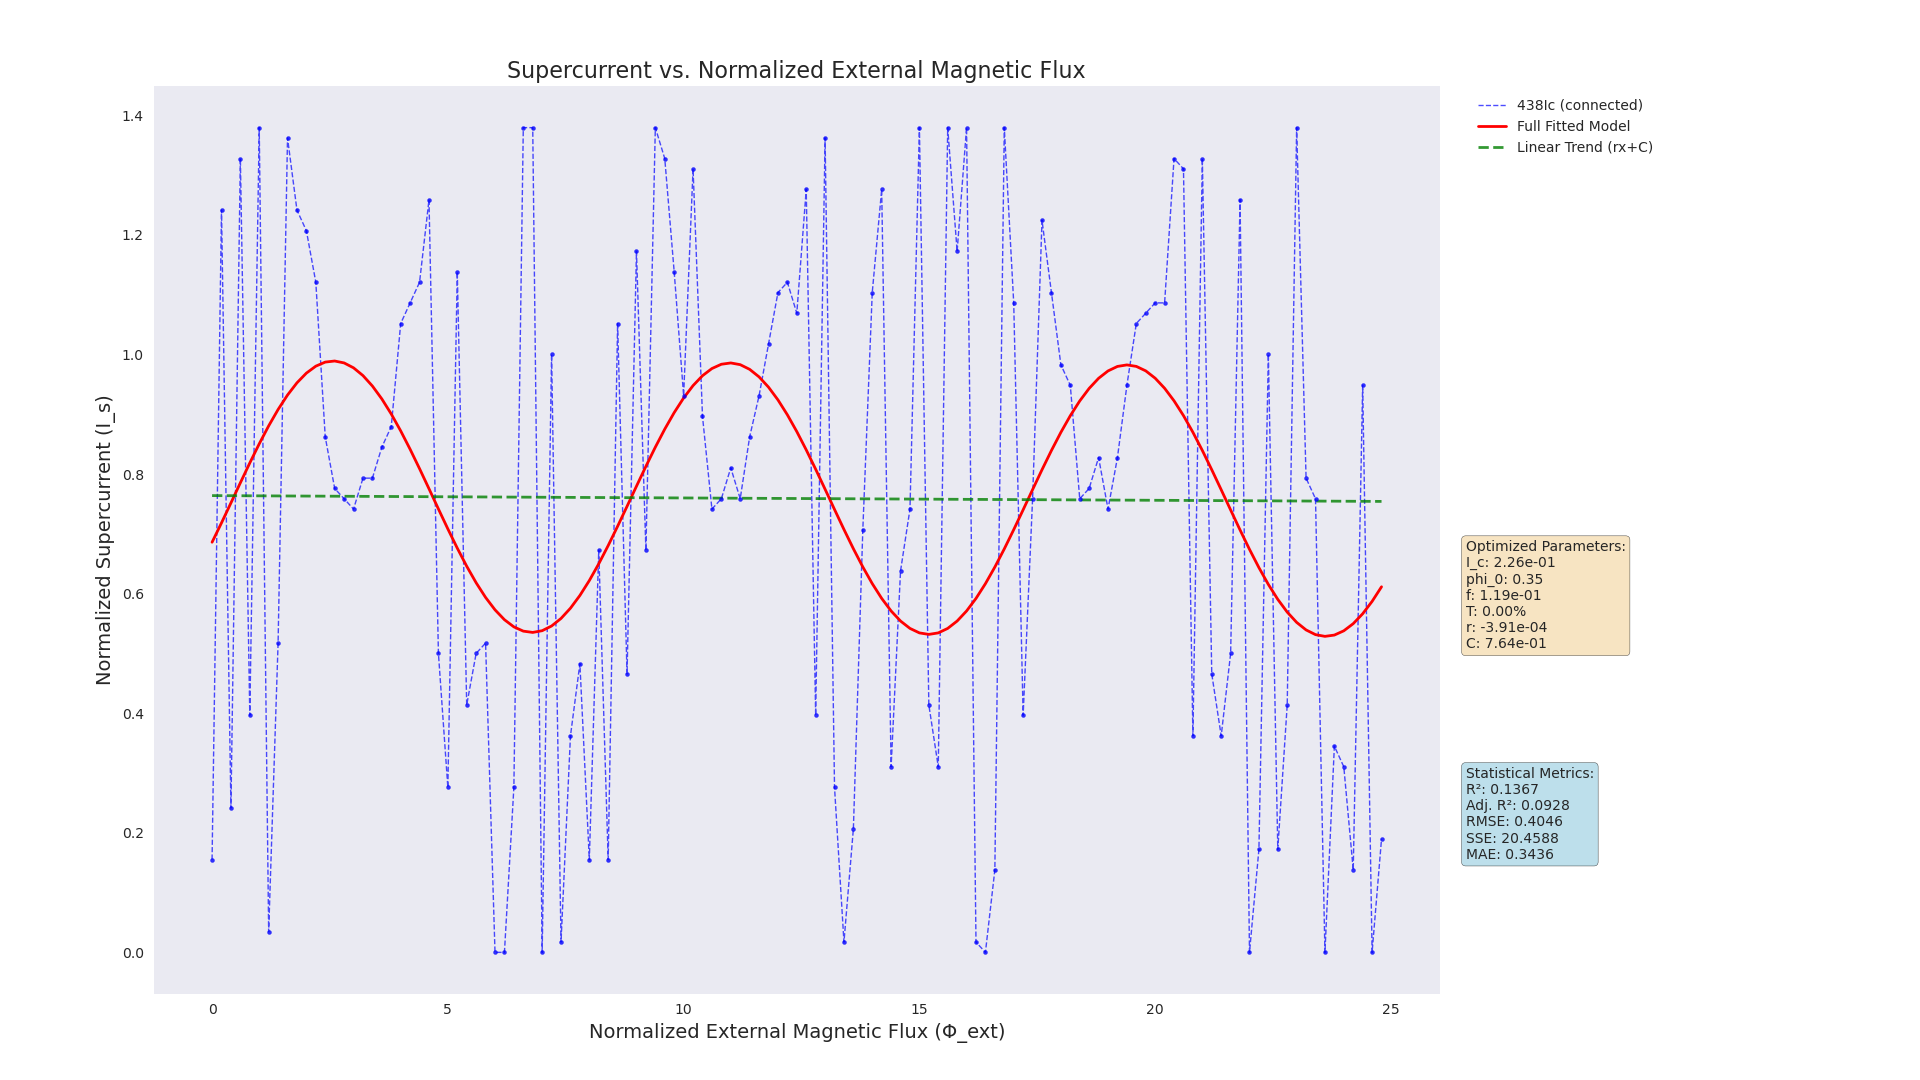 Supercurrent vs. Normalized External Magnetic Flux
1.4
1.2
1.0
0.8
0.6
0.4
0.2
0.0
Normalized Supercurrent (I_s)
0
5
10
15
20
25
Normalized External Magnetic Flux (Φ_ext)
438Ic (connected)
Full Fitted Model
Linear Trend (rx+C)
Optimized Parameters:
I_c: 2.26e-01
phi_0: 0.35
f: 1.19e-01
T: 0.00%
r: -3.91e-04
C: 7.64e-01
Statistical Metrics:
R²: 0.1367
Adj. R²: 0.0928
RMSE: 0.4046
SSE: 20.4588
MAE: 0.3436